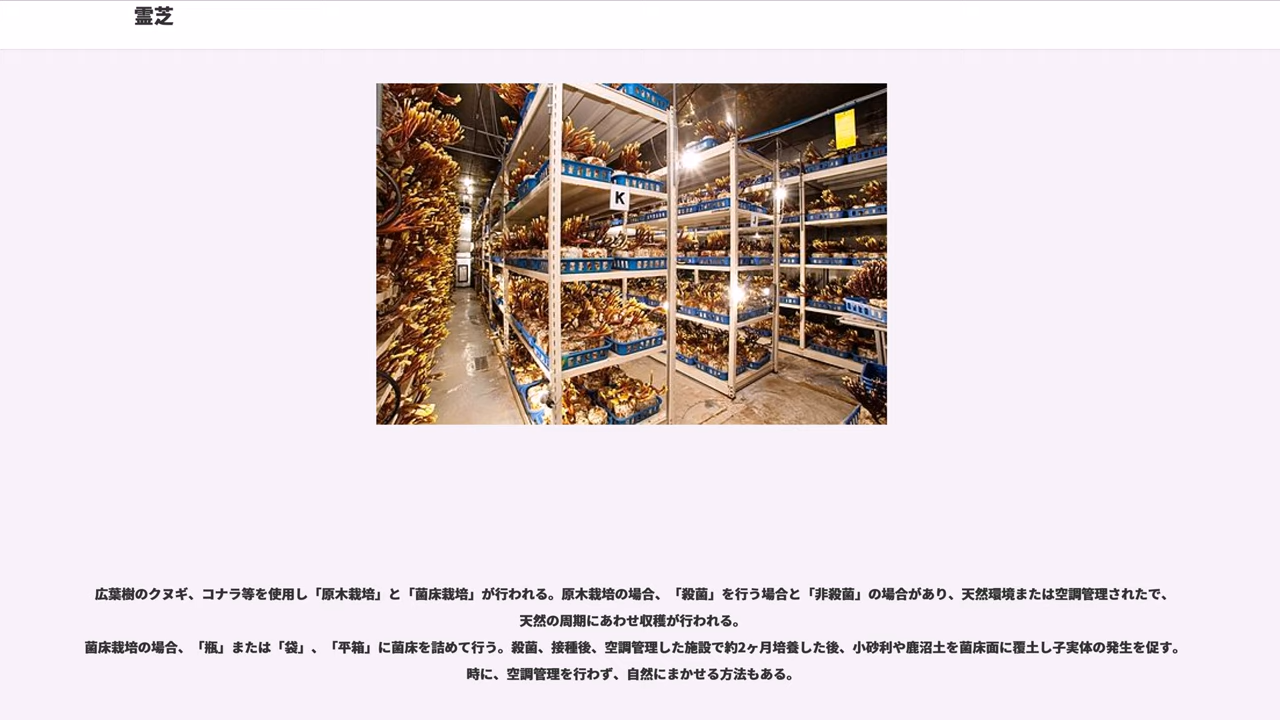 霊芝
K
広葉樹のクヌギ、コナラ等を使用し「原木栽培」と「菌床栽培」が行われる。原木栽培の場合、「殺菌」を行う場合と「非殺菌」の場合があり、天然環境または空調管理されたで、
天然の周期にあわせ収穫が行われる。
菌床栽培の場合、「瓶」または「袋」、「平箱」に菌床を詰めて行う。殺菌、接種後、空調管理した施設で約2ヶ月培養した後、小砂利や鹿沼土を菌床面に覆土し子実体の発生を促す。
時に、空調管理を行わず、自然にまかせる方法もある。